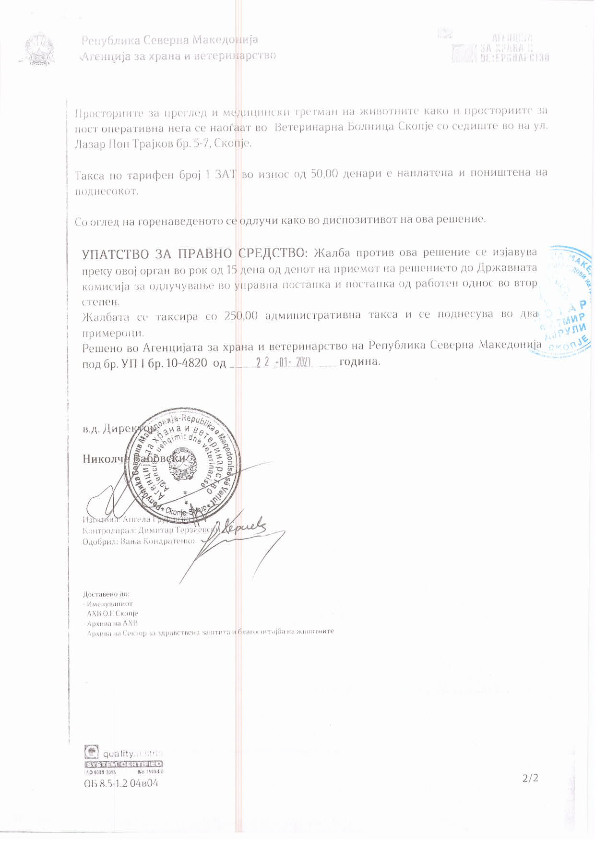 Република Северна Македонија
Агенција за храна и ветеринарство
АГЕНЦИЈА
ЗА ХРАНА И
ВЕТЕРИНАРСТВО
Просториите за преглед и медицински третман на животните како и просториите за
пост оперативна нега се наоѓаат во Ветеринарна Болница Скопје со седиште во на ул.
Лазар Поп Трајков бр. 5-7, Скопје.
Такса по тарифен број 1 ЗАТ во износ од 50,00 денари е наплатена и поништена на
поднесокот.
Со оглед на горенаведеното се одлучи како во диспозитивот на ова решение.
УПАТСТВО ЗА ПРАВНО СРЕДСТВО: Жалба против ова решение се изјавува
преку овој орган во рок од 15 дена од денот на приемот на решението до Државната
комисија за одлучување во управна постапка и постапка од работен однос во втор
степен.
Жалбата се таксира со 250,00 административна такса и се поднесува во два
примероци.
Решено во Агенцијата за храна и ветеринарство на Република Северна Македонија
под бр. УП I бр. 10-4820 од 22-01-2021 година.
в.д. Директор
Николче
Изготвил: Ангела
Контролирал: Димитар
Одобрил: Вања Кондратенко
Доставено до:
- Именуваниот
- АХВ О.Е Скопје
- Архива на АХВ
- Архива на Сектор за здравствена заштита и благосостојба на животните
quality
SYSTEM CERTIFIED
ОБ 8.5-1.2 04в04
2/2
СКОПЈЕ